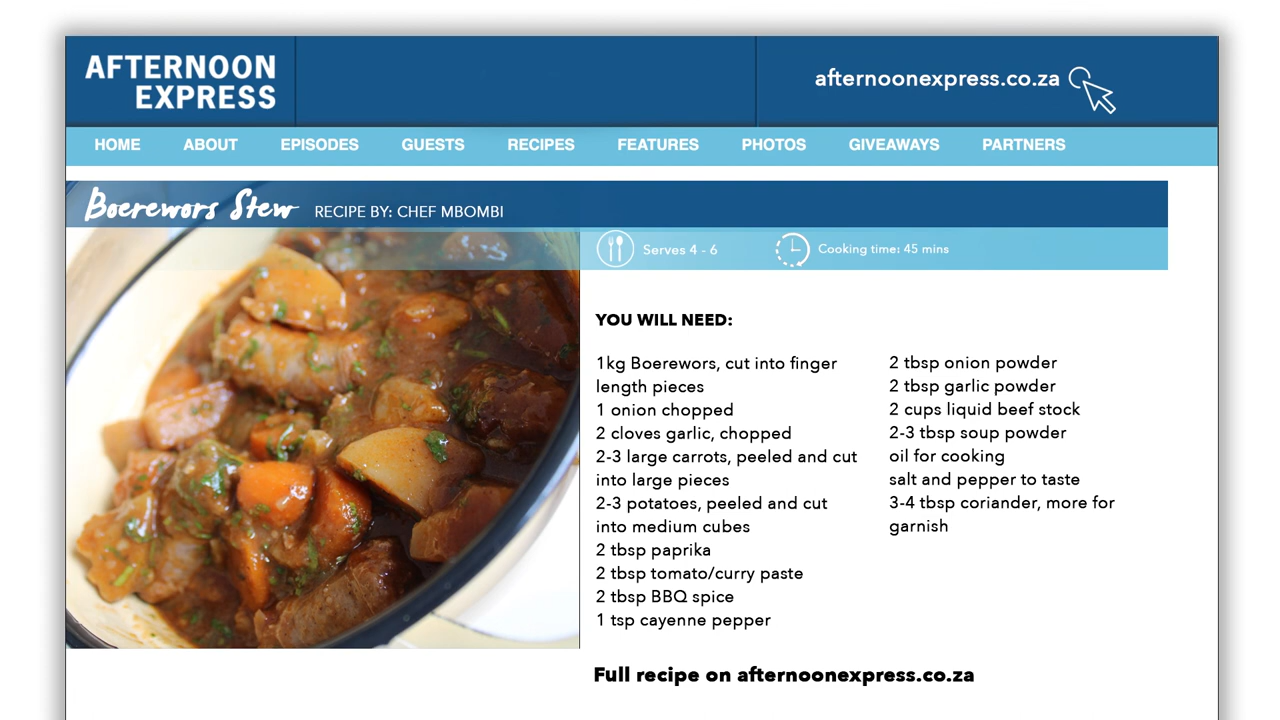 AFTERNOON
EXPRESS
afternoonexpress.co.za
HOME ABOUT EPISODES GUESTS RECIPES FEATURES PHOTOS GIVEAWAYS PARTNERS
Boerewors Stew RECIPE BY: CHEF MBOMBI
Serves 4 - 6 Cooking time: 45 mins
YOU WILL NEED:
1kg Boerewors, cut into finger
length pieces
1 onion chopped
2 cloves garlic, chopped
2-3 large carrots, peeled and cut
into large pieces
2-3 potatoes, peeled and cut
into medium cubes
2 tbsp paprika
2 tbsp tomato/curry paste
2 tbsp BBQ spice
1 tsp cayenne pepper
2 tbsp onion powder
2 tbsp garlic powder
2 cups liquid beef stock
2-3 tbsp soup powder
oil for cooking
salt and pepper to taste
3-4 tbsp coriander, more for
garnish
Full recipe on afternoonexpress.co.za